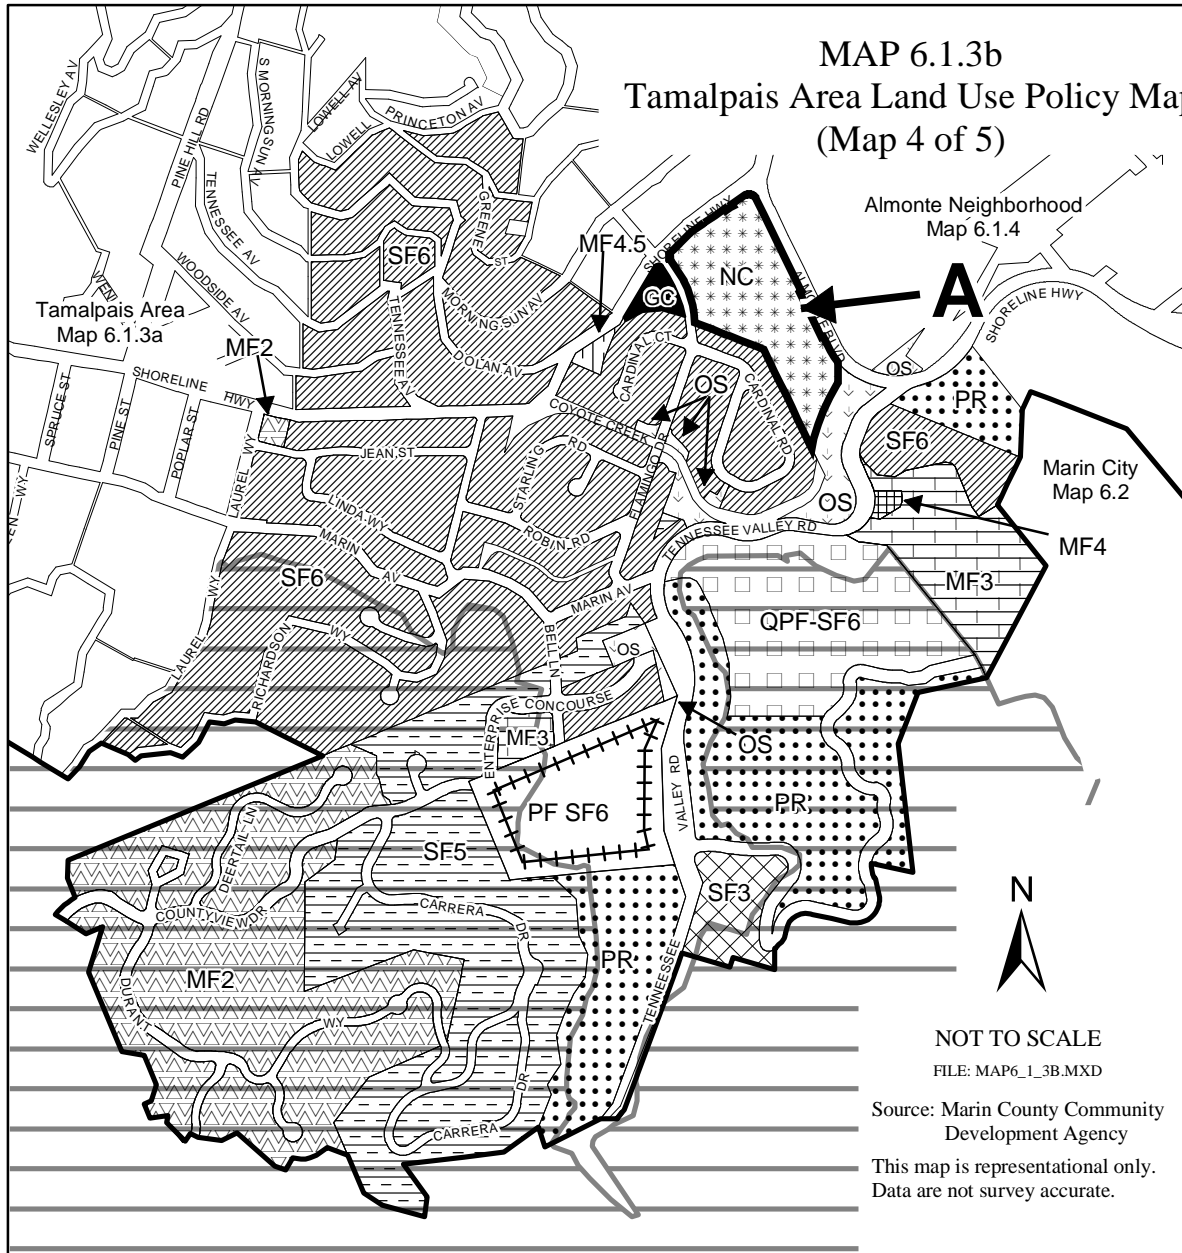 MAP 6.1.3b
Tamalpais Area Land Use Policy Map
(Map 4 of 5)
WELLESLEY AV
PINE HILL RD
S MORNING SUN AV
LOWELL AV
LOWELL
PRINCETON AV
TENNESSEE AV
GREENE
ST
SHORELINE HWY
Almonte Neighborhood
Map 6.1.4
WOODSIDE AV
SF6
MF4.5
NC
GC
A
SHORELINE HWY
Tamalpais Area
Map 6.1.3a
MF2
TENNESSEE AV
MORNING SUN AV
DOLAN AV
CARDINAL CT
OS
OS
PR
SHORELINE
HWY
SPRUCE ST
PINE ST
POPLAR ST
LAUREL WY
JEAN ST
COYOTE CREEK
STARLING
RD
FLAMINGO DR
CARDINAL RD
SF6
Marin City
Map 6.2
LINDA WY
ROBIN RD
OS
TENNESSEE VALLEY RD
MF4
MARIN
AV
SF6
MARIN AV
MF3
LAUREL
WY
RICHARDSON
WY
BELL LN
OS
QPF-SF6
ENTERPRISE CONCOURSE
MF3
OS
VALLEY RD
PF SF6
PR
DEERTAIL LN
SF5
SF3
COUNTYVIEW DR
CARRERA
DR
MF2
PR
N
DURANT
WY
TENNEESSEE
CARRERA
DR
NOT TO SCALE
FILE: MAP6_1_3B.MXD
Source: Marin County Community
Development Agency
This map is representational only.
Data are not survey accurate.